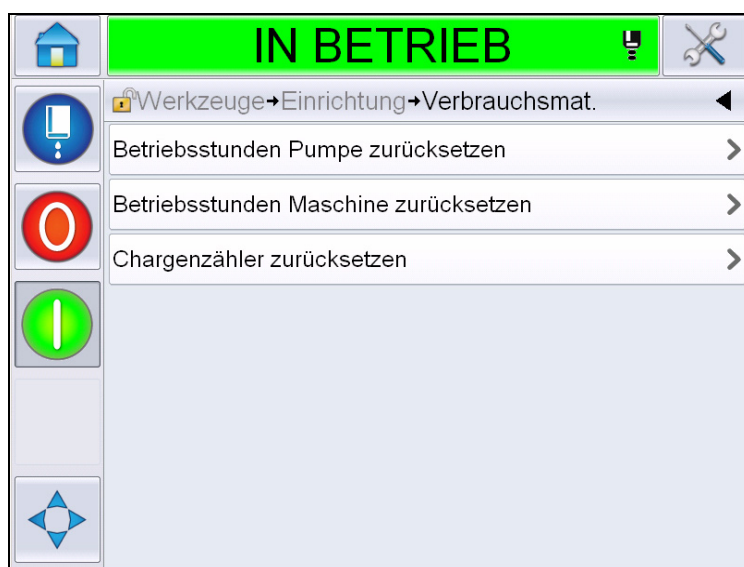 IN BETRIEB
Werkzeuge→Einrichtung→Verbrauchsmat.
Betriebsstunden Pumpe zurücksetzen
Betriebsstunden Maschine zurücksetzen
Chargenzähler zurücksetzen